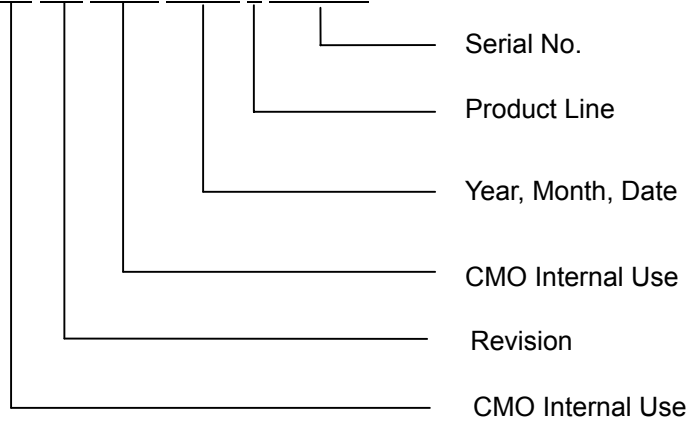 Serial No.
Product Line
Year, Month, Date
CMO Internal Use
Revision
CMO Internal Use